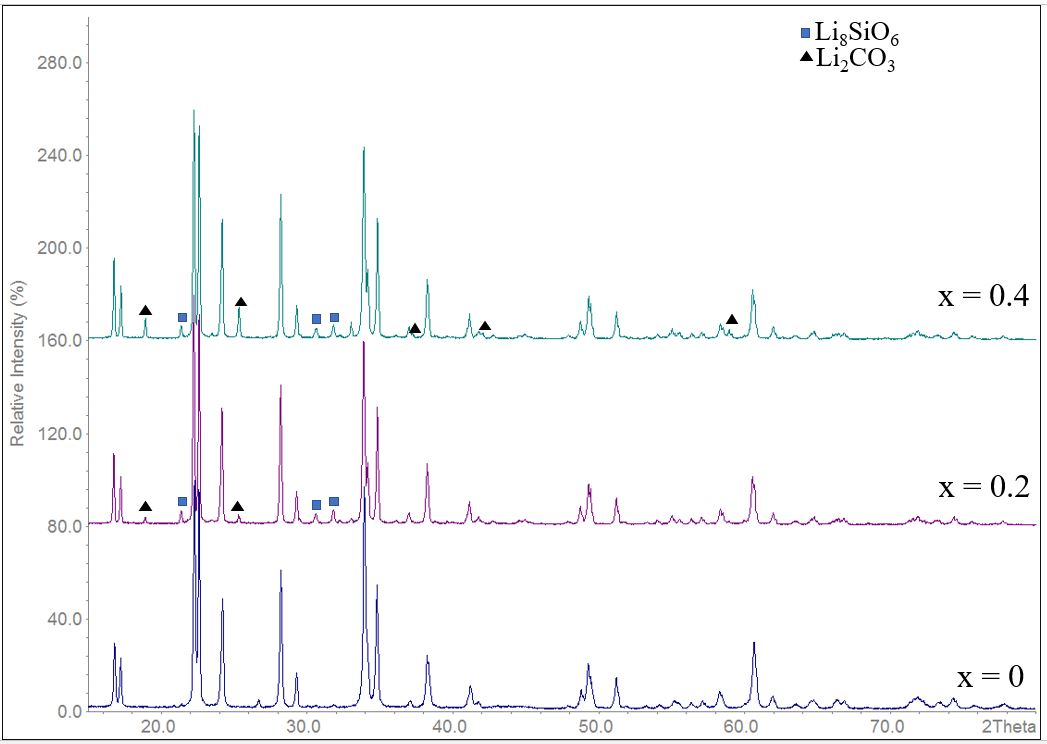 Li₈SiO₆
Li₂CO₃
280.0
240.0
200.0
x = 0.4
160.0
Relative Intensity (%)
120.0
x = 0.2
80.0
40.0
x = 0
0.0
20.0 30.0 40.0 50.0 60.0 70.0 2Theta